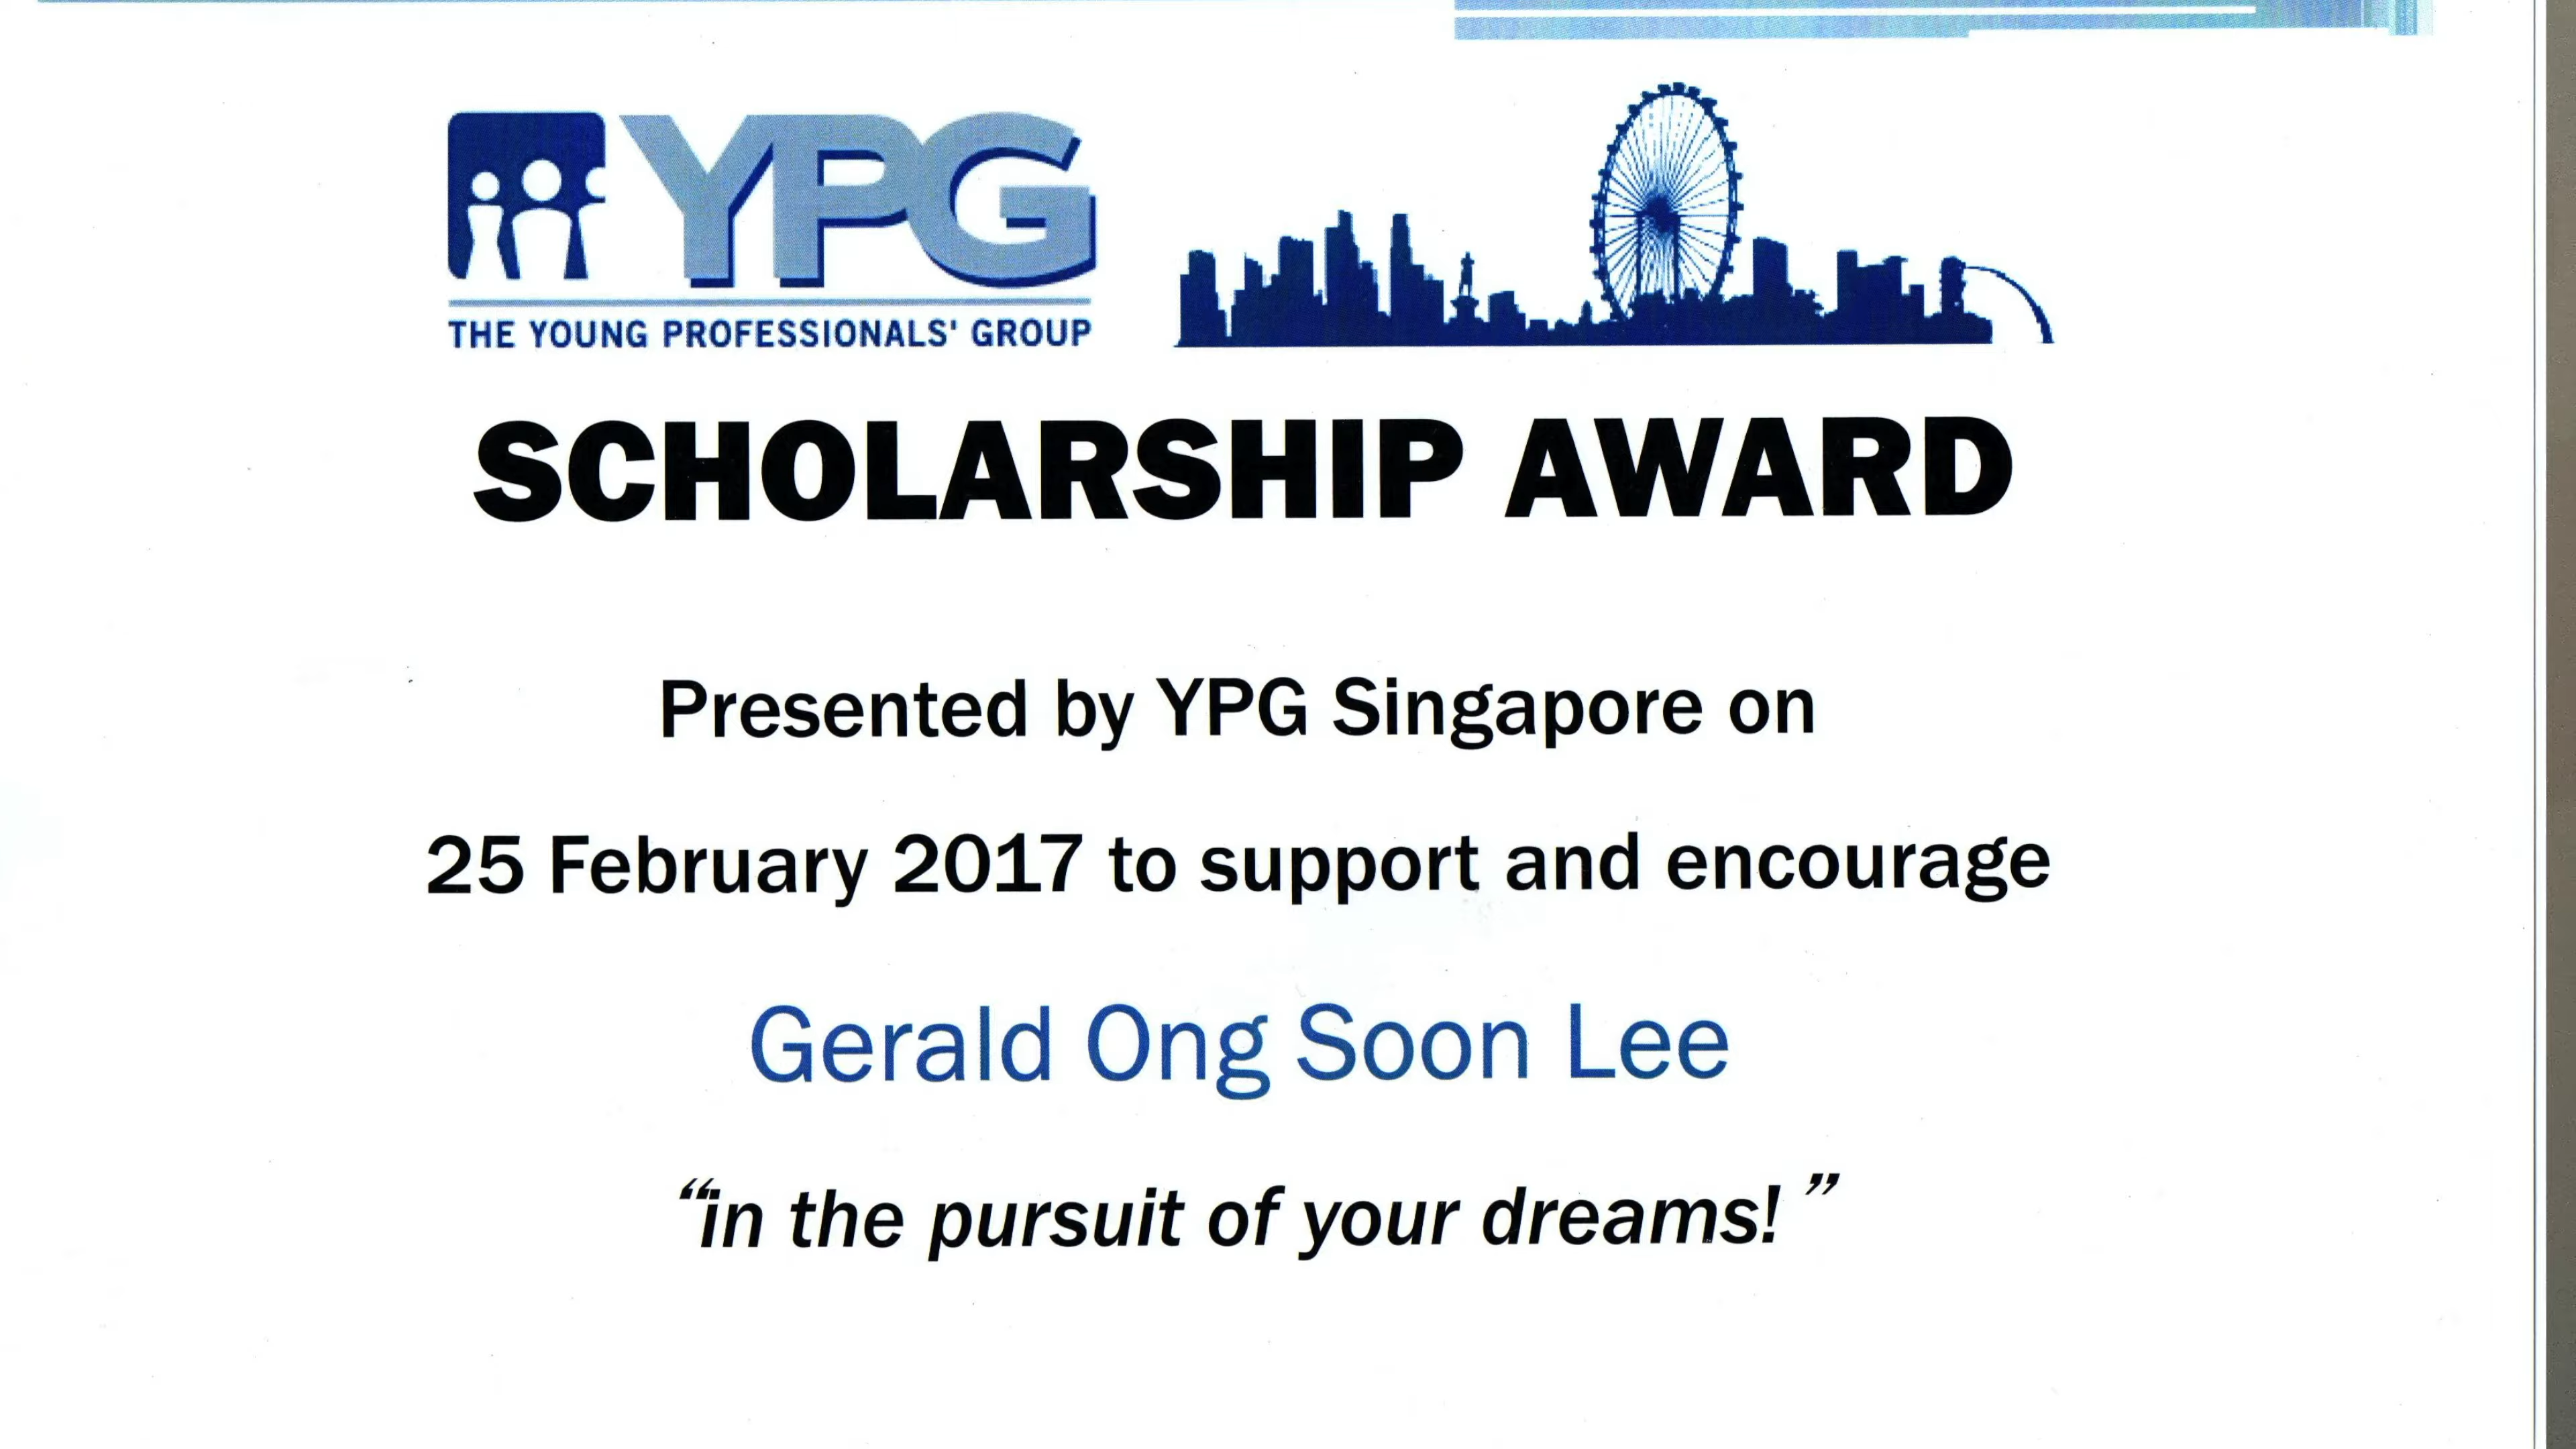 YPG
THE YOUNG PROFESSIONALS' GROUP
SCHOLARSHIP AWARD
Presented by YPG Singapore on
25 February 2017 to support and encourage
Gerald Ong Soon Lee
“in the pursuit of your dreams! ”